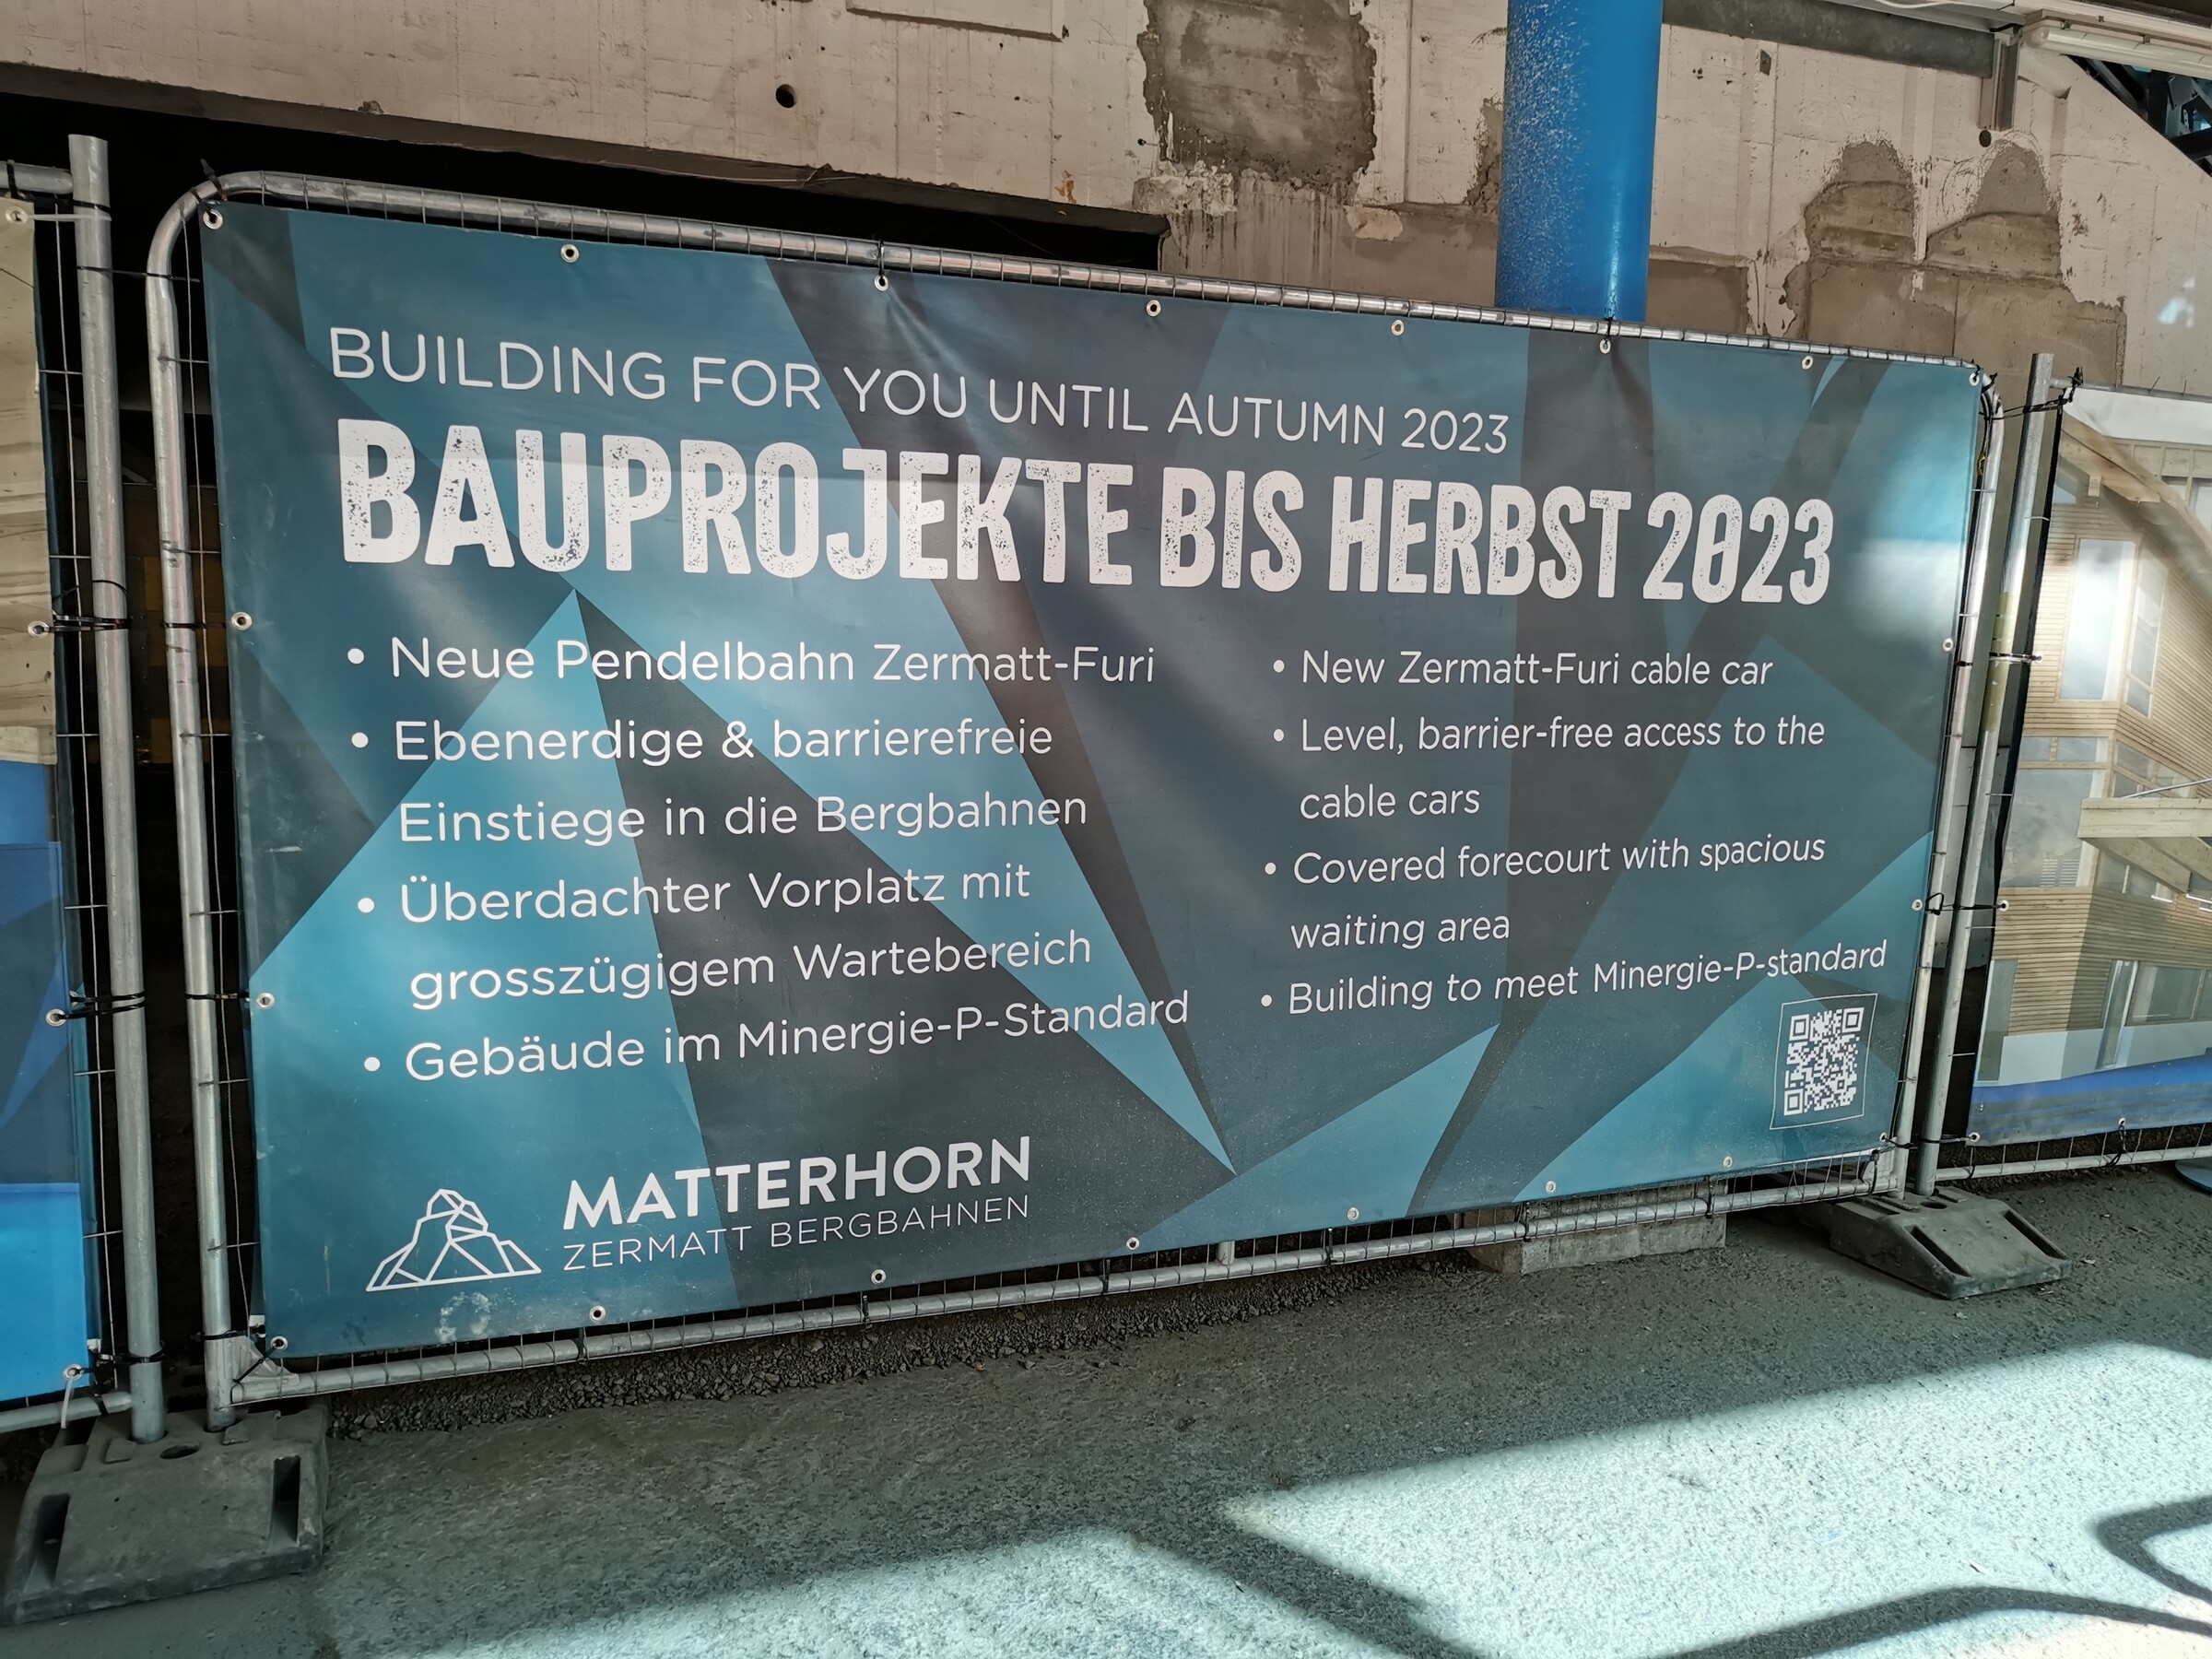 BUILDING FOR YOU UNTIL AUTUMN 2023
BAUPROJEKTE BIS HERBST 2023
• Neue Pendelbahn Zermatt-Furi
• Ebenerdige & barrierefreie
Einstiege in die Bergbahnen
• Überdachter Vorplatz mit
grosszügigem Wartebereich
• Gebäude im Minergie-P-Standard
• New Zermatt-Furi cable car
• Level, barrier-free access to the
cable cars
• Covered forecourt with spacious
waiting area
• Building to meet Minergie-P-standard
MATTERHORN
ZERMATT BERGBAHNEN